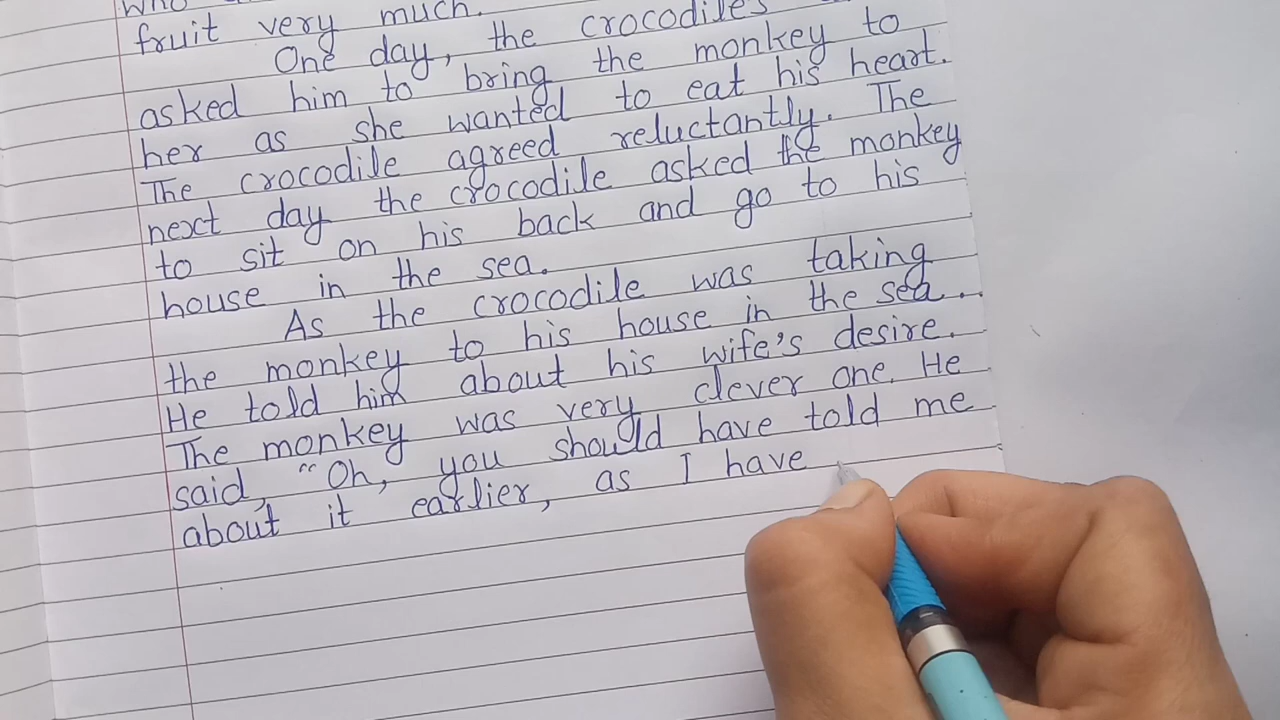 fruit very much.
One day, the crocodiles
asked him to bring the monkey to
her as she wanted to eat his heart.
The crocodile agreed reluctantly. The
next day the crocodile asked the monkey
to sit on his back and go to his
house in the sea.
As the crocodile was taking
the monkey to his house in the sea.
He told him about his wife's desire.
The monkey was very clever one. He
said, "Oh, you should have told me
about it earlier, as I have